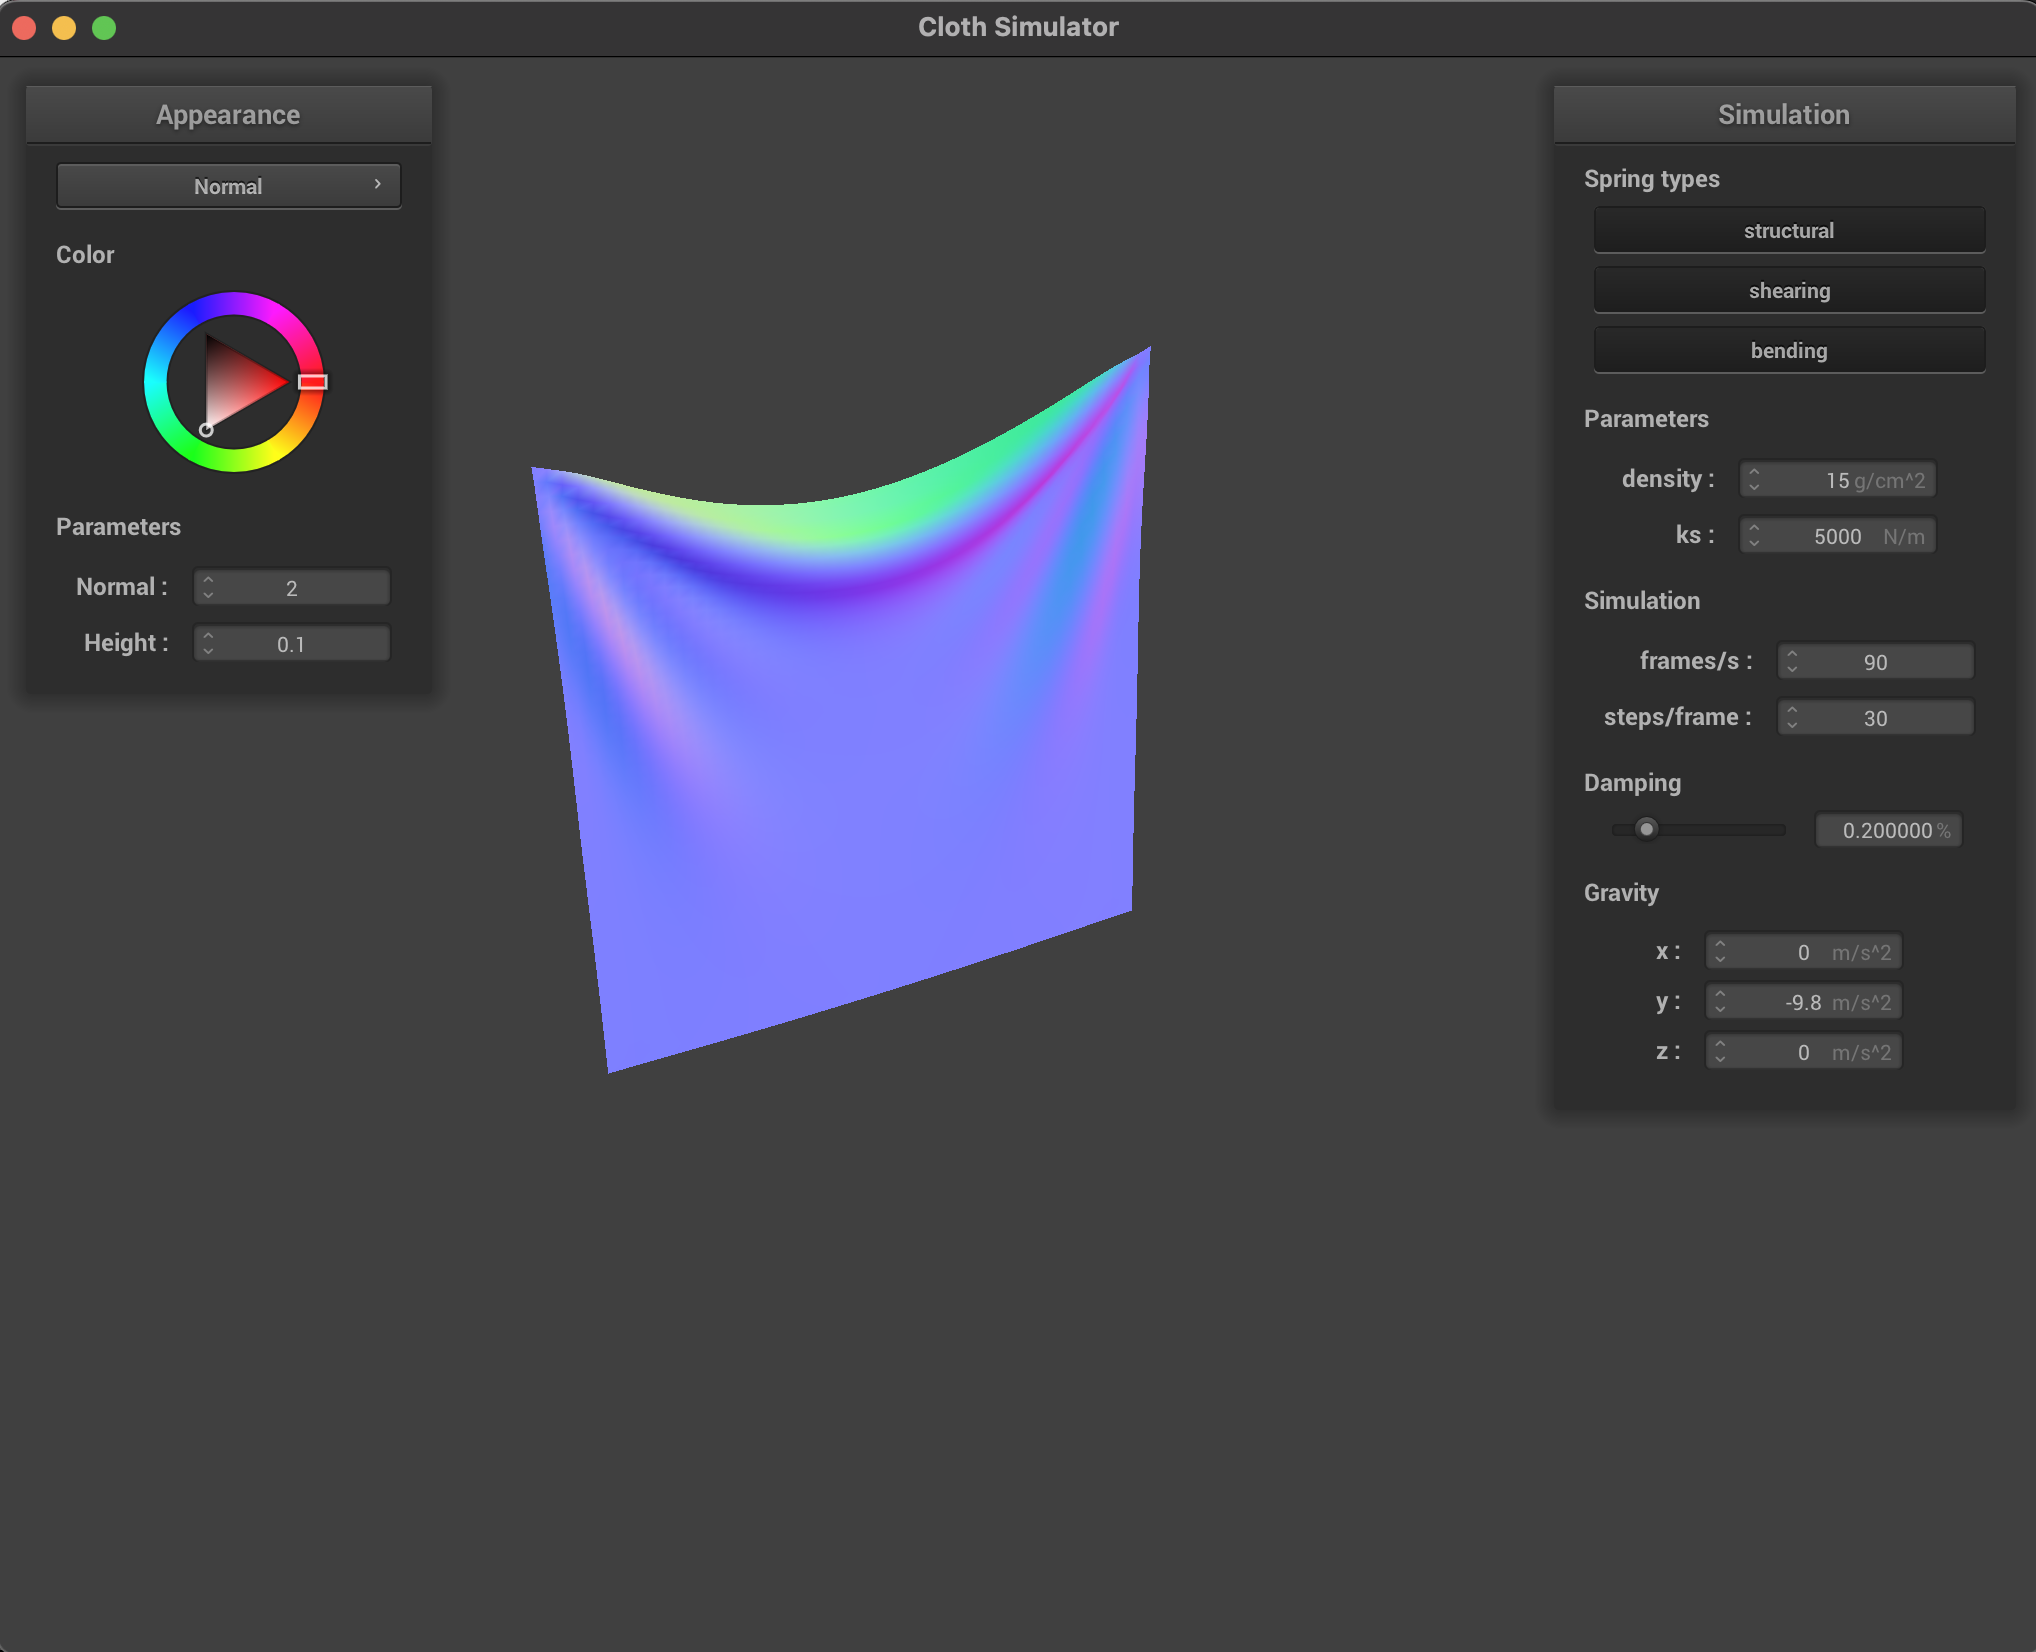 Cloth Simulator
Appearance
Normal
Color
Parameters
Normal : 2
Height : 0.1
Simulation
Spring types
structural
shearing
bending
Parameters
density : 15 g/cm^2
ks : 5000 N/m
Simulation
frames/s : 90
steps/frame : 30
Damping
0.200000 %
Gravity
x : 0 m/s^2
y : -9.8 m/s^2
z : 0 m/s^2